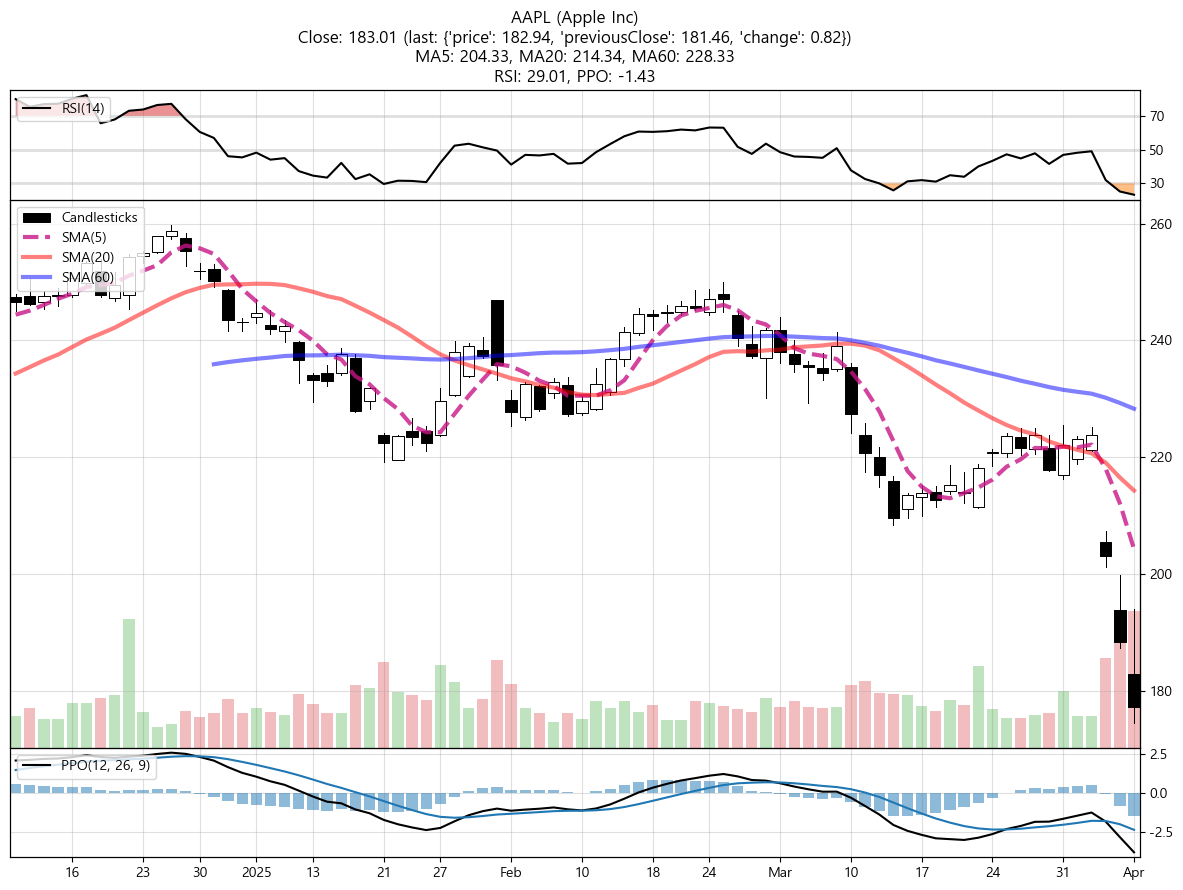 AAPL (Apple Inc)
Close: 183.01 (last: {'price': 182.94, 'previousClose': 181.46, 'change': 0.82})
MA5: 204.33, MA20: 214.34, MA60: 228.33
RSI: 29.01, PPO: -1.43
RSI(14)
70
50
30
Candlesticks
SMA(5)
SMA(20)
SMA(60)
260
240
220
200
180
PPO(12, 26, 9)
2.5
0.0
-2.5
16 23 30 2025 13 21 27 Feb 10 18 24 Mar 10 17 24 31 Apr